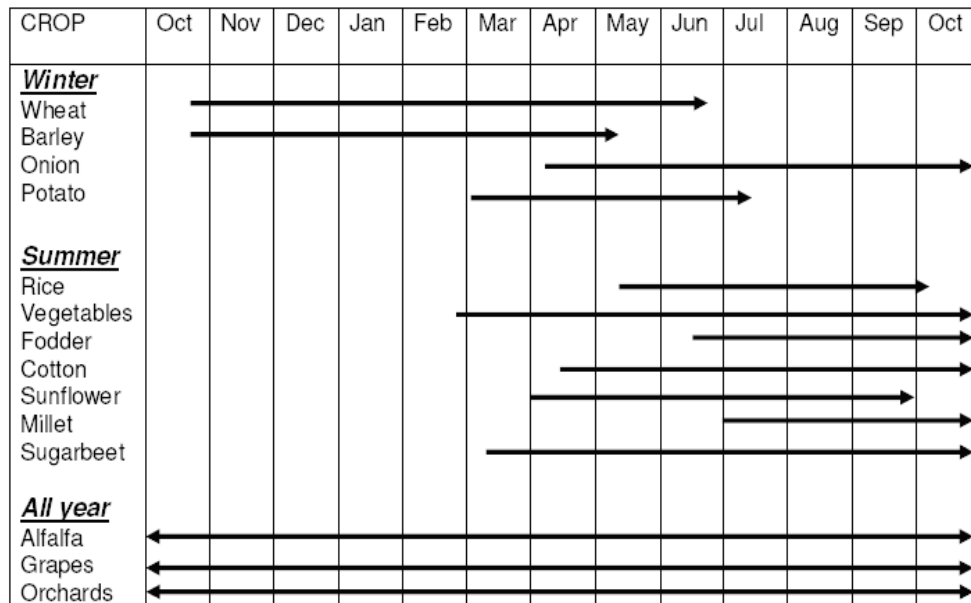 CROP Oct Nov Dec Jan Feb Mar Apr May Jun Jul Aug Sep Oct
Winter
Wheat
Barley
Onion
Potato
Summer
Rice
Vegetables
Fodder
Cotton
Sunflower
Millet
Sugarbeet
All year
Alfalfa
Grapes
Orchards